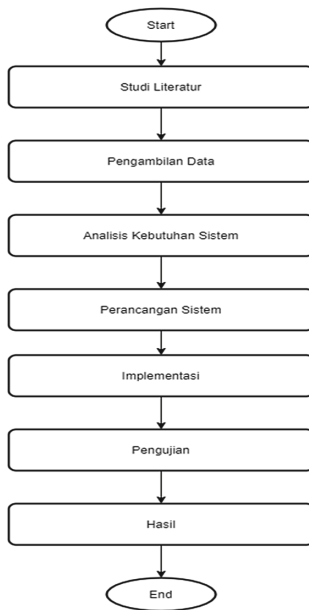 Start
Studi Literatur
Pengambilan Data
Analisis Kebutuhan Sistem
Perancangan Sistem
Implementasi
Pengujian
Hasil
End